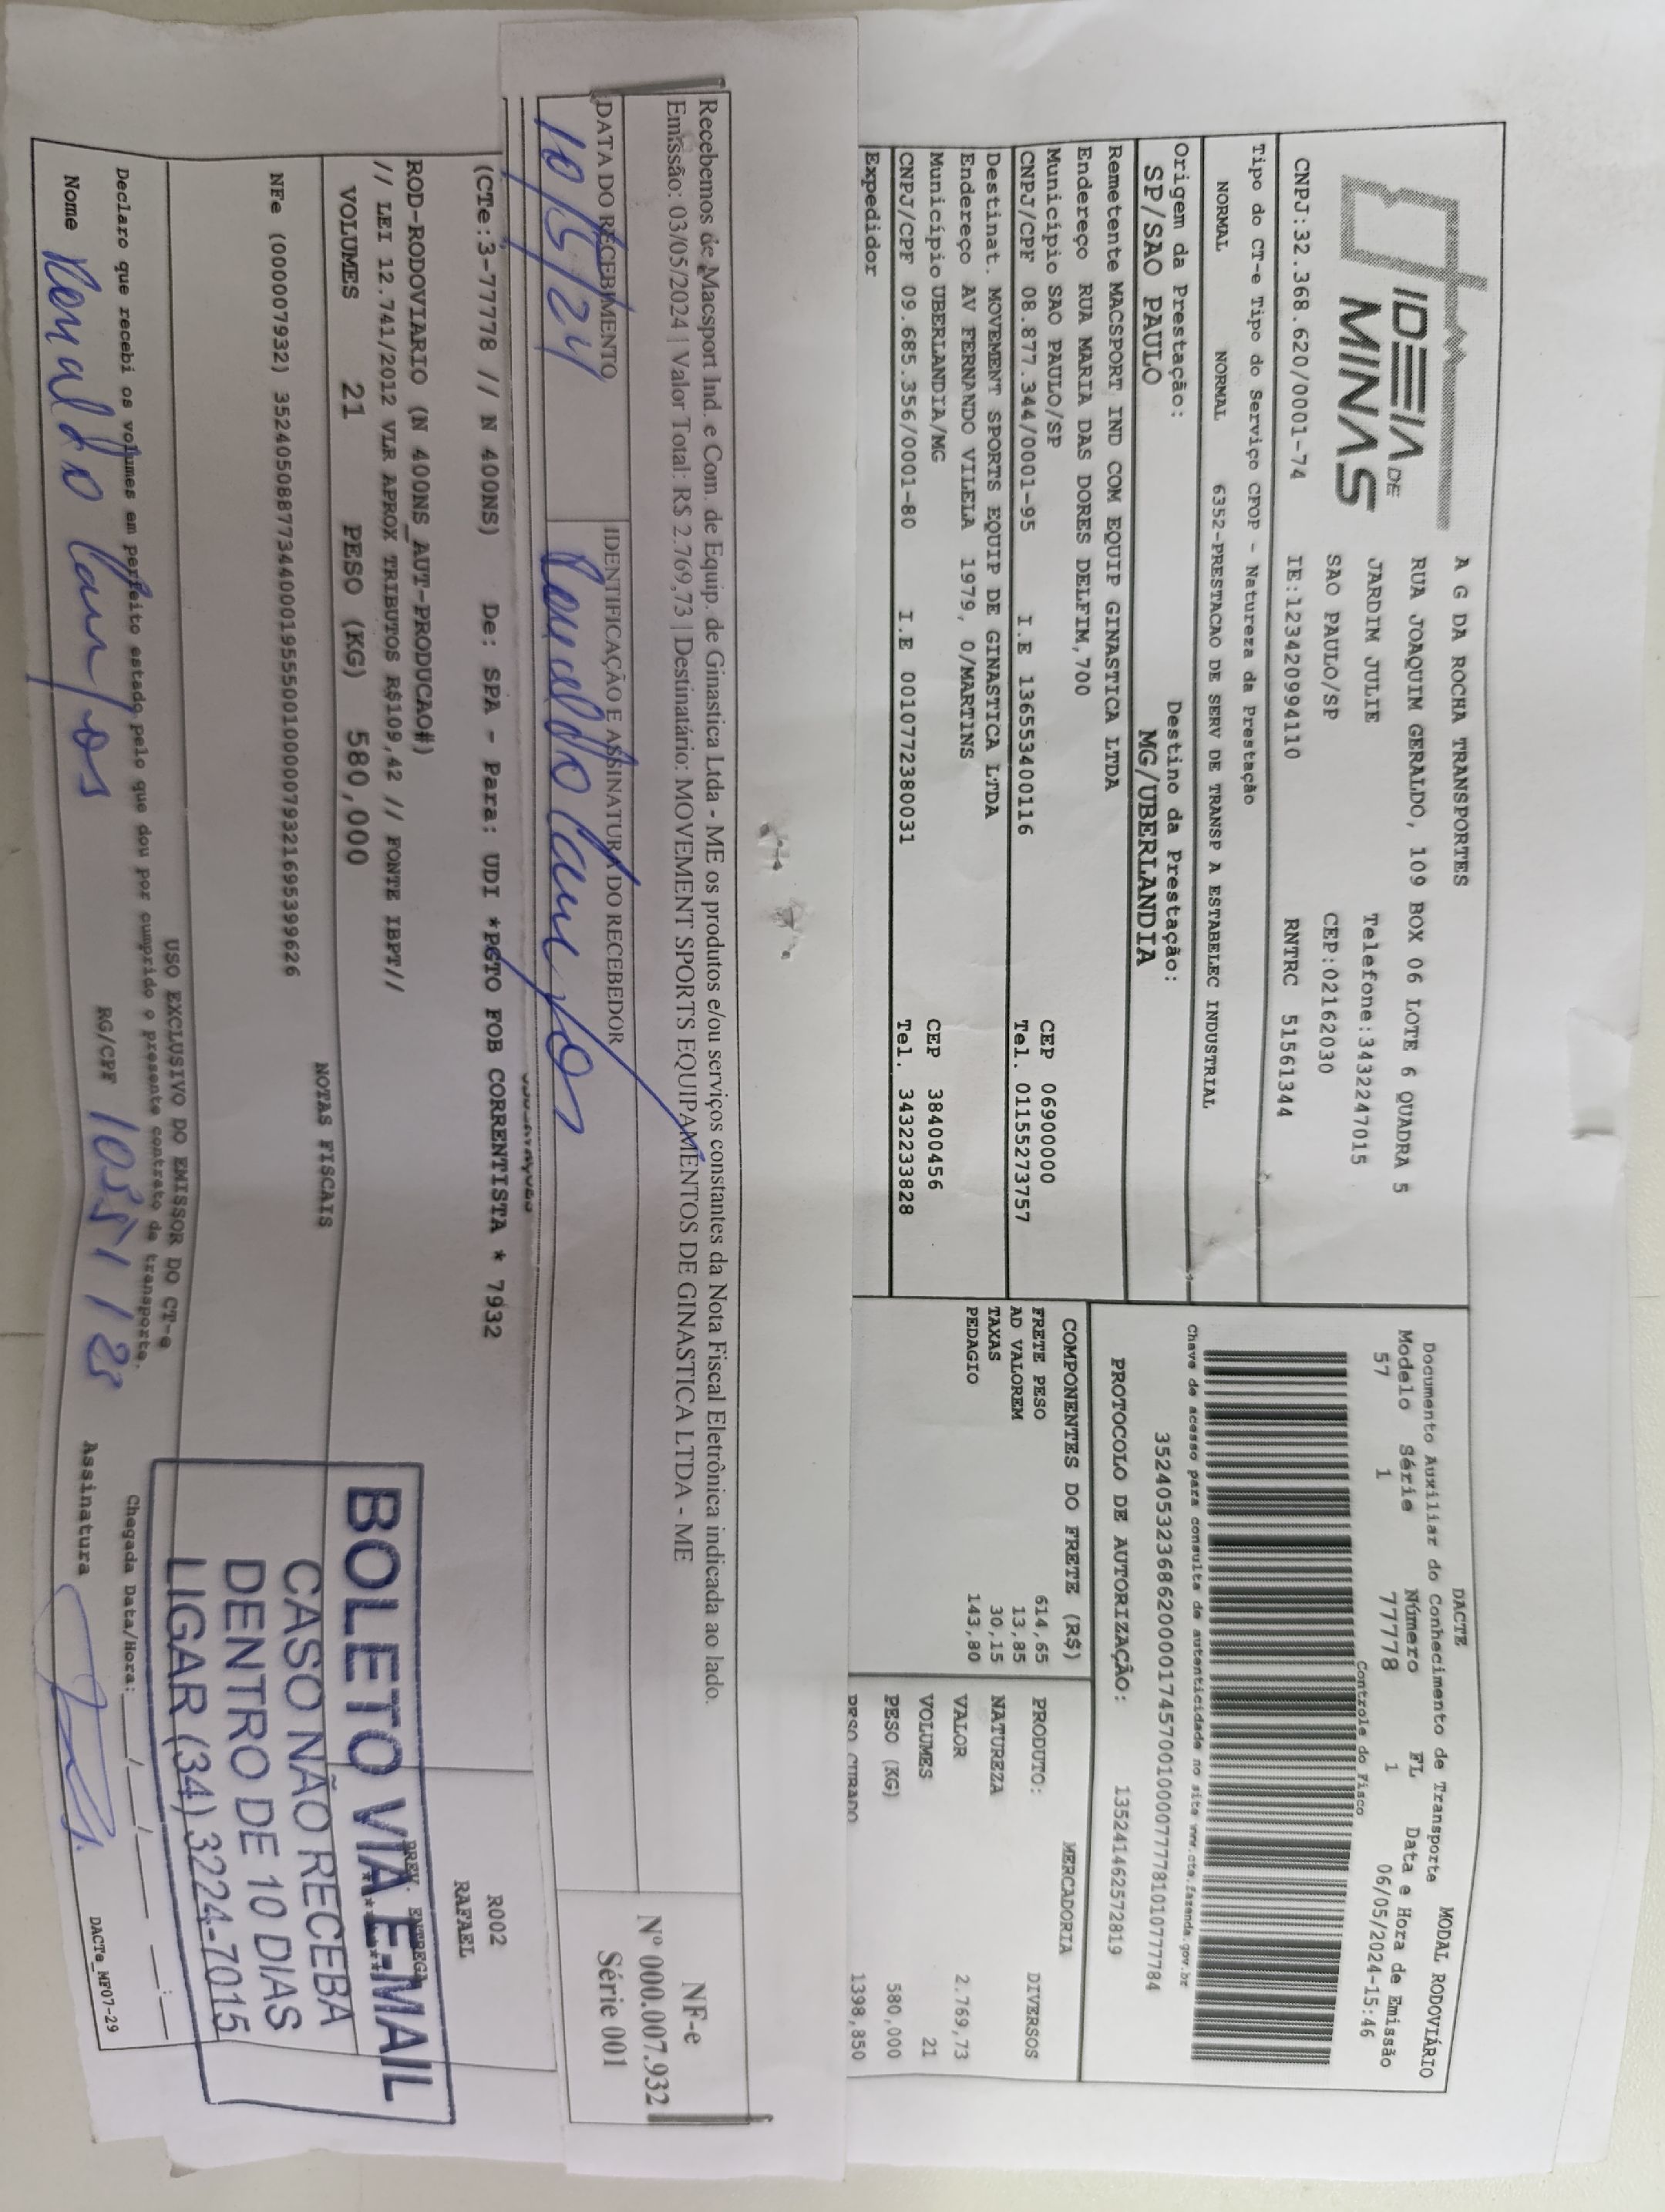 IDEIA DE MINAS
A G DA ROCHA TRANSPORTES
RUA JOAQUIM GERALDO, 109 BOX 06 LOTE 6 QUADRA 5
JARDIM JULIE Telefone:3432247015
SAO PAULO/SP CEP:02162030
CNPJ:32.368.620/0001-74 IE:123420994110 RNTRC 51561344
DACTE MODAL RODOVIÁRIO
Documento Auxiliar do Conhecimento de Transporte
Modelo Série Número FL Data e Hora de Emissão
57 1 77778 1 06/05/2024-15:46
Controle do Fisco
Chave de acesso para consulta de autenticidade no site www.cte.fazenda.gov.br
35240532368620000174570010000777781010777784
PROTOCOLO DE AUTORIZAÇÃO: 135241462572819
Tipo do CT-e Tipo do Serviço CFOP - Natureza da Prestação
NORMAL NORMAL 6352-PRESTACAO DE SERV DE TRANSP A ESTABELEC INDUSTRIAL
Origem da Prestação: Destino da Prestação:
SP/SAO PAULO MG/UBERLANDIA
Remetente MACSPORT IND COM EQUIP GINASTICA LTDA
Endereço RUA MARIA DAS DORES DELFIM,700
Município SAO PAULO/SP CEP 06900000
CNPJ/CPF 08.877.344/0001-95 I.E 136553400116 Tel. 01155273757
Destinat. MOVEMENT SPORTS EQUIP DE GINASTICA LTDA
Endereço AV FERNANDO VILELA 1979, 0/MARTINS
Município UBERLANDIA/MG CEP 38400456
CNPJ/CPF 09.685.356/0001-80 I.E 0010772380031 Tel. 3432233828
Expedidor
COMPONENTES DO FRETE (R$)
FRETE PESO 614,65
AD VALOREM 13,85
TAXAS 30,15
PEDAGIO 143,80
MERCADORIA
PRODUTO: DIVERSOS
NATUREZA
VALOR 2.769,73
VOLUMES 21
PESO (KG) 580,000
PESO CUBADO 1398,850
Recebemos de Macsport Ind. e Com. de Equip. de Ginastica Ltda - ME os produtos e/ou serviços constantes da Nota Fiscal Eletrônica indicada ao lado.
Emissão: 03/05/2024 | Valor Total: R$ 2.769,73 | Destinatário: MOVEMENT SPORTS EQUIPAMENTOS DE GINASTICA LTDA - ME
DATA DO RECEBIMENTO IDENTIFICAÇÃO E ASSINATURA DO RECEBEDOR
10/5/24 Ronaldo Campos
NF-e
Nº 000.007.932
Série 001
(CTe:3-77778 // N 400NS) De: SPA - Para: UDI *PGTO FOB CORRENTISTA * 7932
R002
RAFAEL
ROD-RODOVIARIO (N 400NS_AUT-PRODUCAO#)
// LEI 12.741/2012 VLR APROX TRIBUTOS R$109,42 // FONTE IBPT//
PREV. ENTREGA
VOLUMES 21 PESO (KG) 580,000
NOTAS FISCAIS
NFe (000007932) 35240508877344000195550010000079321695399626
BOLETO VIA E-MAIL
CASO NÃO RECEBA
DENTRO DE 10 DIAS
LIGAR (34) 3224-7015
USO EXCLUSIVO DO EMISSOR DO CT-e
Declaro que recebi os volumes em perfeito estado pelo que dou por cumprido o presente contrato de transporte.
Chegada Data/Hora:___/___/____ __:__
Nome Ronaldo Campos RG/CPF Assinatura
DACTe_MF07-29